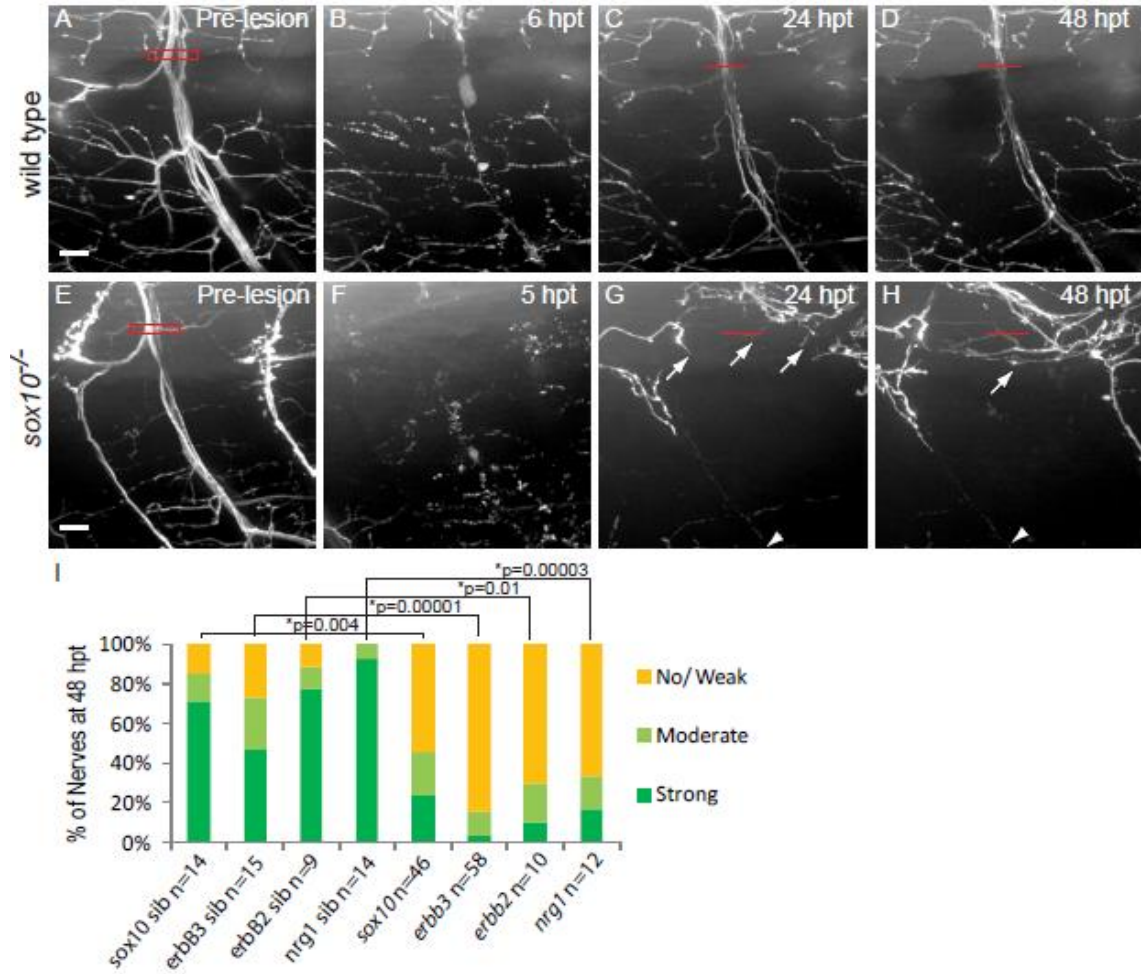 A Pre-lesion
B 6 hpt
C 24 hpt
D 48 hpt
wild type
E Pre-lesion
F 5 hpt
G 24 hpt
H 48 hpt
sox10-/-
I
*p=0.00003
*p=0.01
*p=0.00001
*p=0.004
% of Nerves at 48 hpt
100%
80%
60%
40%
20%
0%
No/ Weak
Moderate
Strong
sox10 sib n=14
erbB3 sib n=15
erbB2 sib n=9
nrg1 sib n=14
sox10 n=46
erbb3 n=58
erbb2 n=10
nrg1 n=12